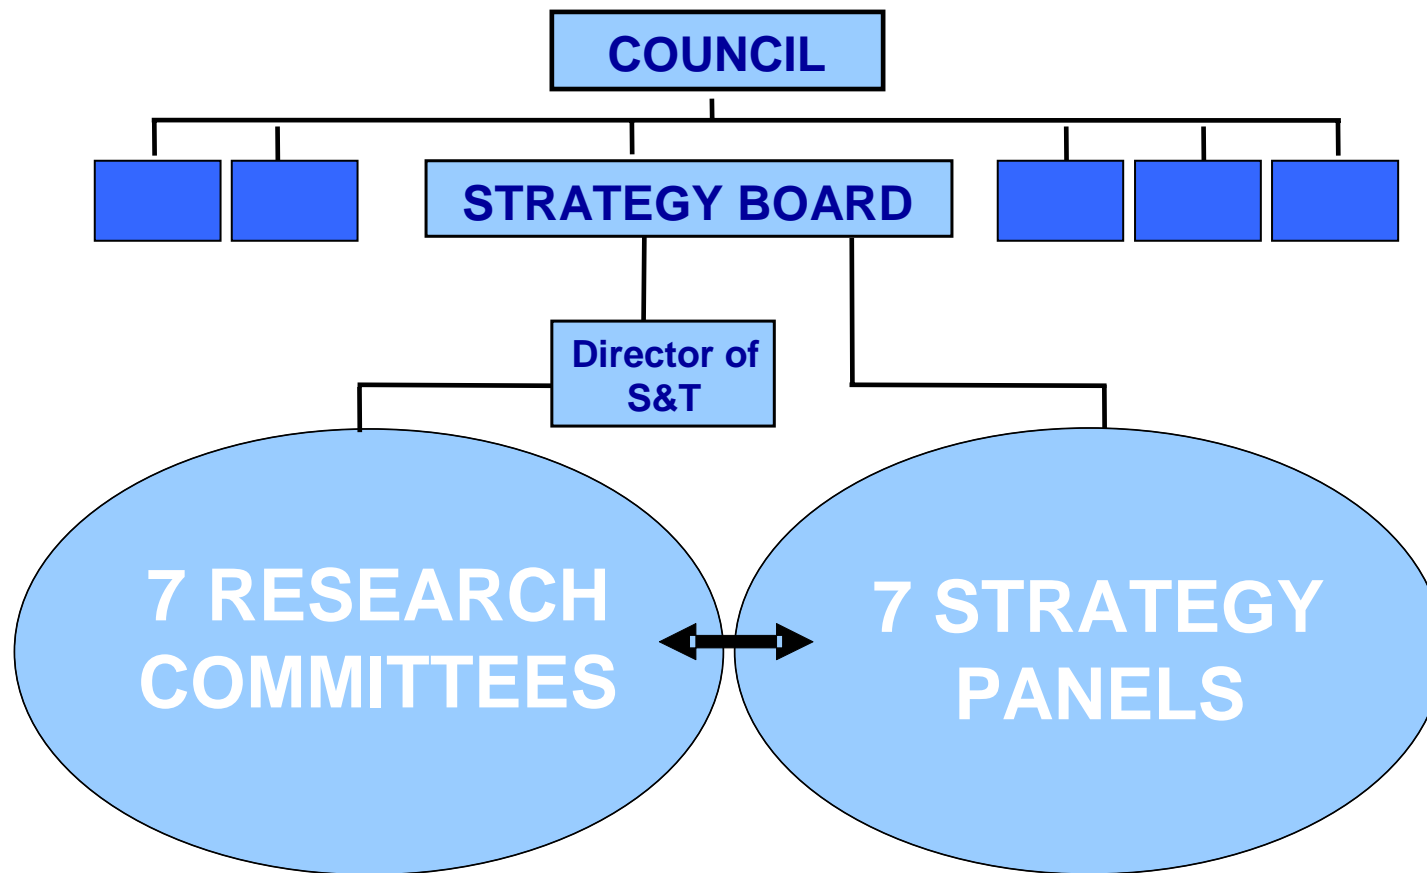 COUNCIL
STRATEGY BOARD
Director of
S&T
7 RESEARCH
COMMITTEES
7 STRATEGY
PANELS